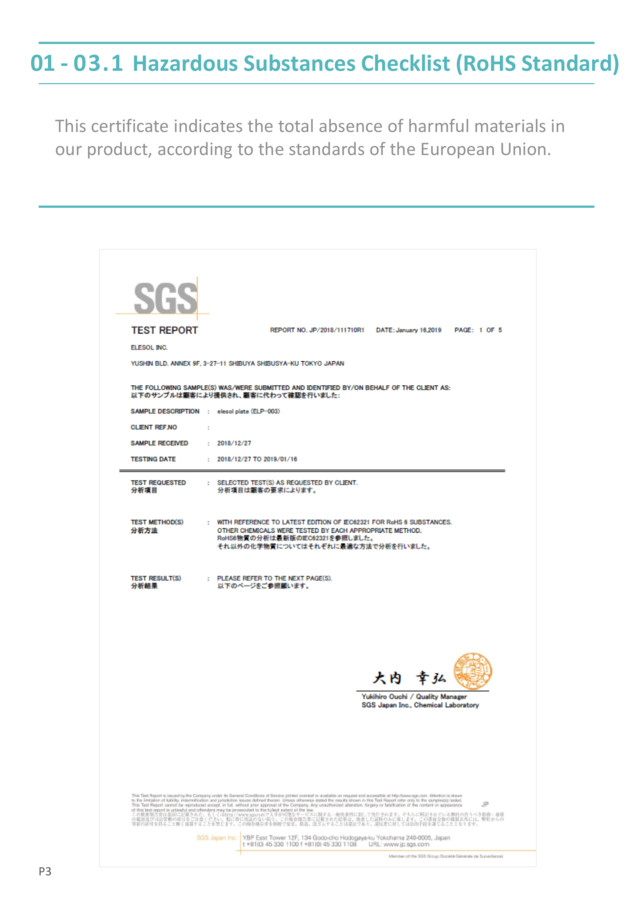 01 - 03.1 Hazardous Substances Checklist (RoHS Standard)
This certificate indicates the total absence of harmful materials in
our product, according to the standards of the European Union.
SGS
TEST REPORT REPORT NO. JP/2018/111710R1 DATE: January 16,2019 PAGE: 1 OF 5
ELESOL INC.
YUSHIN BLD. ANNEX 9F, 3-27-11 SHIBUYA SHIBUSYA-KU TOKYO JAPAN
THE FOLLOWING SAMPLE(S) WAS/WERE SUBMITTED AND IDENTIFIED BY/ON BEHALF OF THE CLIENT AS:
以下のサンプルは顧客により提供され、顧客に代わって確認を行いました:
SAMPLE DESCRIPTION : elesol plate (ELP-003)
CLIENT REF.NO :
SAMPLE RECEIVED : 2018/12/27
TESTING DATE : 2018/12/27 TO 2019/01/16
TEST REQUESTED : SELECTED TEST(S) AS REQUESTED BY CLIENT.
分析項目 分析項目は顧客の要求によります。
TEST METHOD(S) : WITH REFERENCE TO LATEST EDITION OF IEC62321 FOR RoHS 6 SUBSTANCES.
分析方法 OTHER CHEMICALS WERE TESTED BY EACH APPROPRIATE METHOD.
RoHS6物質の分析は最新版のIEC62321を参照しました。
それ以外の化学物質についてはそれぞれに最適な方法で分析を行いました。
TEST RESULT(S) : PLEASE REFER TO THE NEXT PAGE(S).
分析結果 以下のページをご参照願います。
大内 幸弘
Yukihiro Ouchi / Quality Manager
SGS Japan Inc., Chemical Laboratory
SGS Japan Inc. YBP East Tower 12F, 134 Godo-cho Hodogaya-ku Yokohama 240-0005, Japan
t +81(0) 45 330 1100 f +81(0) 45 330 1108 URL: www.jp.sgs.com
Member of the SGS Group (Société Générale de Surveillance)
P3